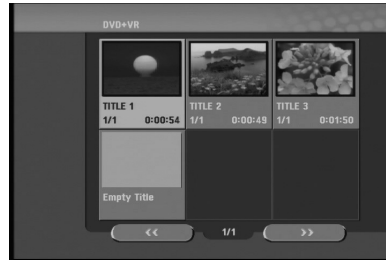 DVD+VR
TITLE 1
1/1 0:00:54
TITLE 2
1/1 0:00:49
TITLE 3
1/1 0:01:50
Empty Title
<< 1/1 >>